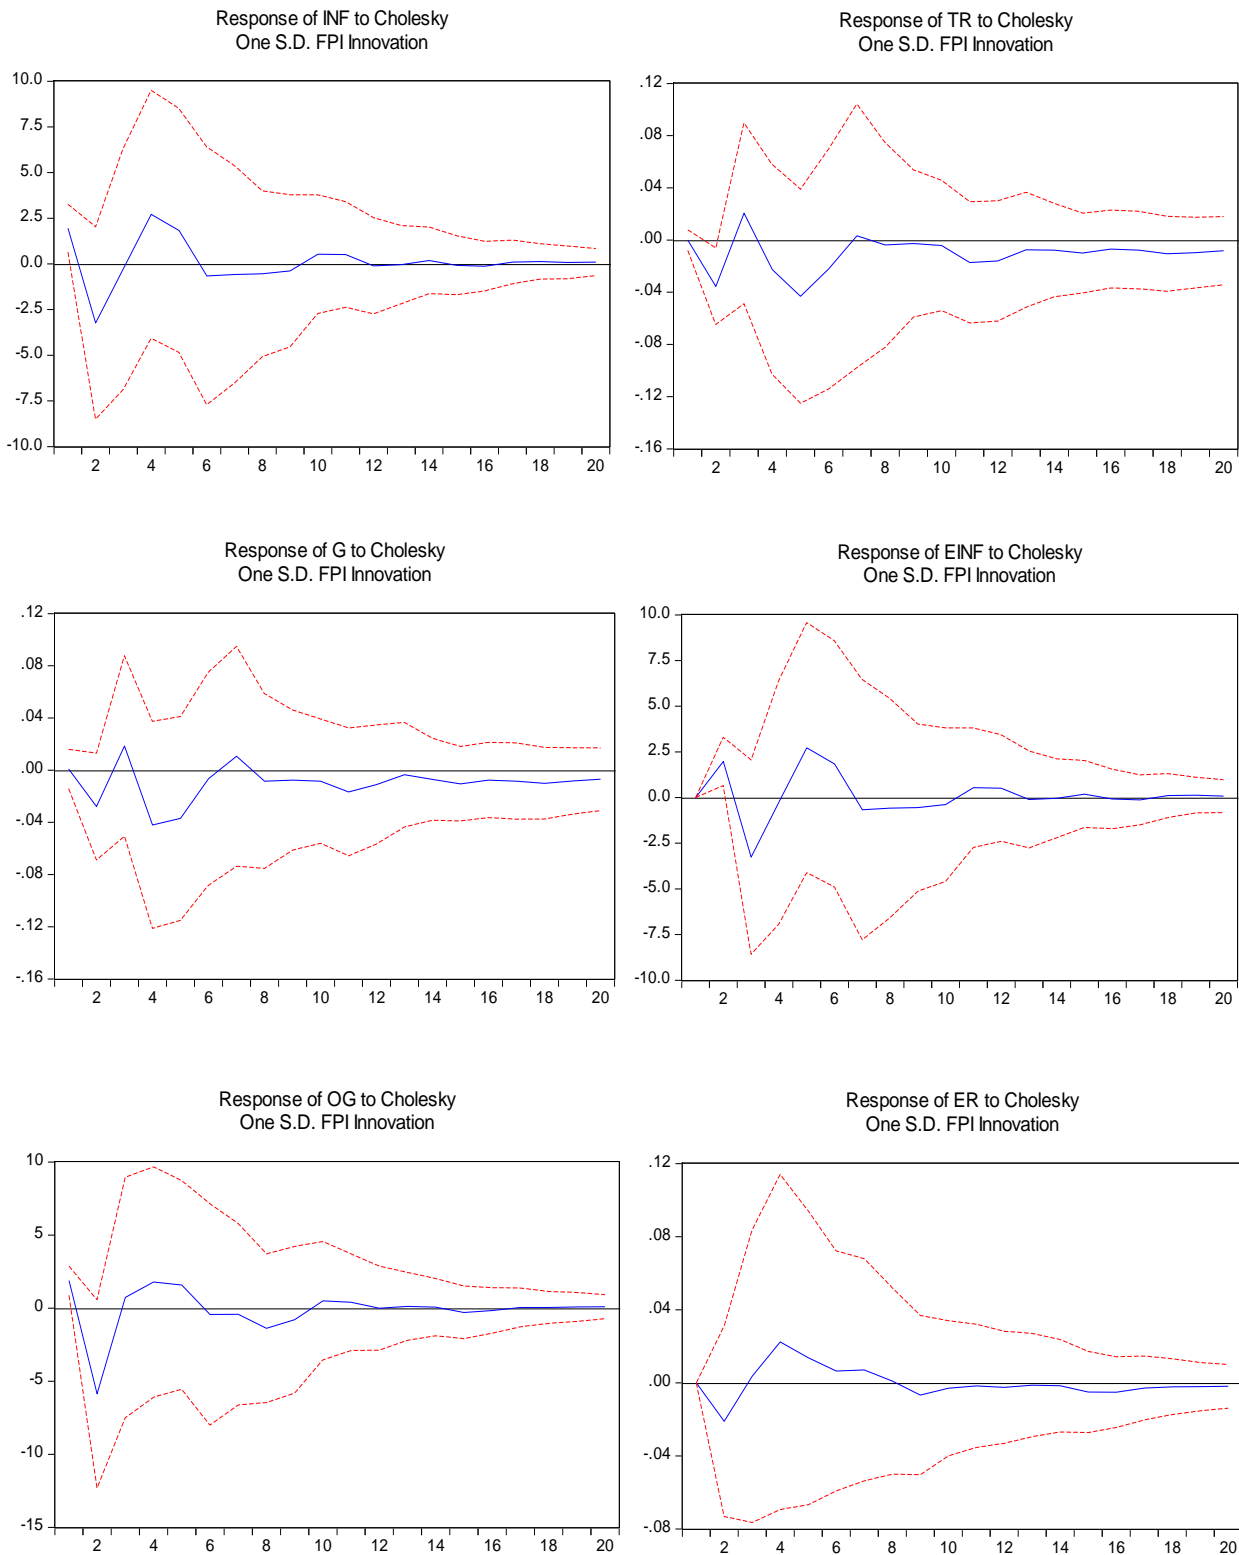 Response of INF to Cholesky
One S.D. FPI Innovation
10.0
7.5
5.0
2.5
0.0
-2.5
-5.0
-7.5
-10.0
2 4 6 8 10 12 14 16 18 20
Response of TR to Cholesky
One S.D. FPI Innovation
.12
.08
.04
.00
-.04
-.08
-.12
-.16
2 4 6 8 10 12 14 16 18 20
Response of G to Cholesky
One S.D. FPI Innovation
.12
.08
.04
.00
-.04
-.08
-.12
-.16
2 4 6 8 10 12 14 16 18 20
Response of EINF to Cholesky
One S.D. FPI Innovation
10.0
7.5
5.0
2.5
0.0
-2.5
-5.0
-7.5
-10.0
2 4 6 8 10 12 14 16 18 20
Response of OG to Cholesky
One S.D. FPI Innovation
10
5
0
-5
-10
-15
2 4 6 8 10 12 14 16 18 20
Response of ER to Cholesky
One S.D. FPI Innovation
.12
.08
.04
.00
-.04
-.08
2 4 6 8 10 12 14 16 18 20